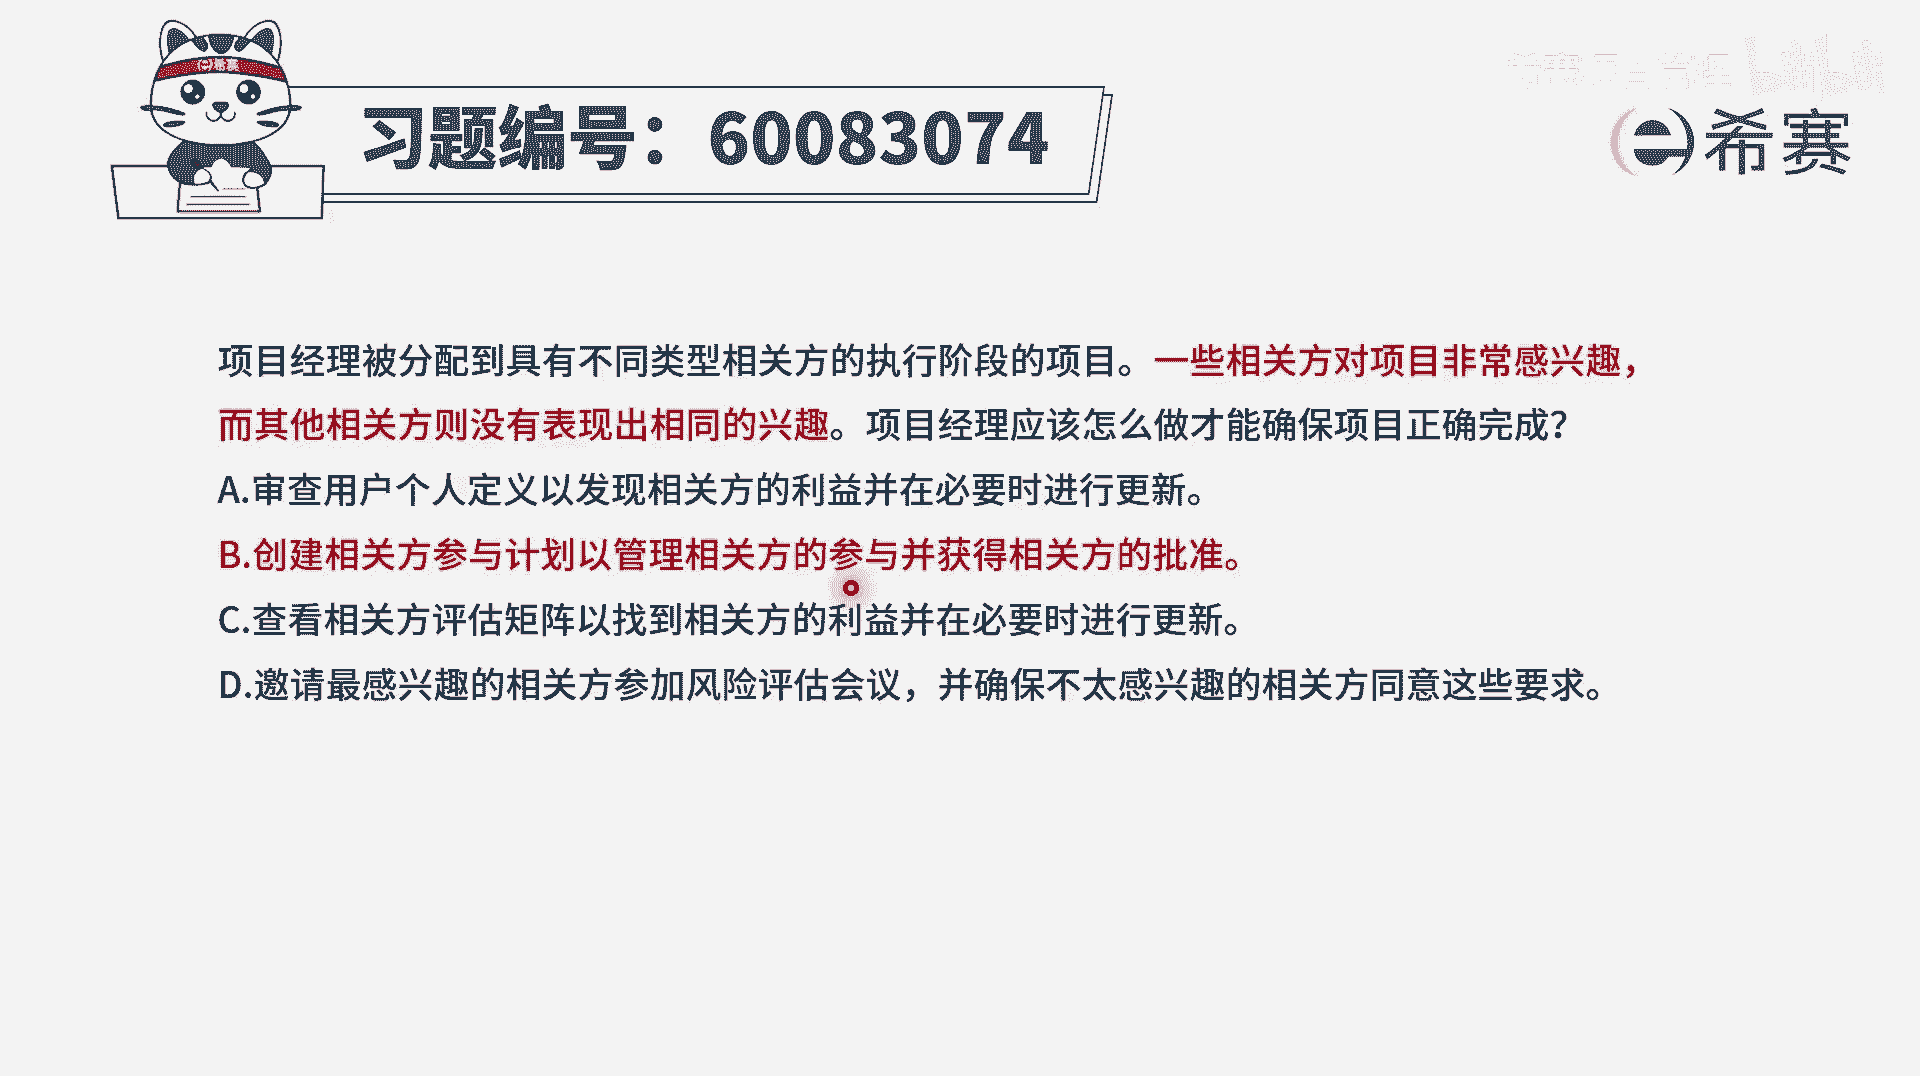 希赛
习题编号：60083074
希赛
项目经理被分配到具有不同类型相关方的执行阶段的项目。一些相关方对项目非常感兴趣，
而其他相关方则没有表现出相同的兴趣。项目经理应该怎么做才能确保项目正确完成？
A.审查用户个人定义以发现相关方的利益并在必要时进行更新。
B.创建相关方参与计划以管理相关方的参与并获得相关方的批准。
C.查看相关方评估矩阵以找到相关方的利益并在必要时进行更新。
D.邀请最感兴趣的相关方参加风险评估会议，并确保不太感兴趣的相关方同意这些要求。